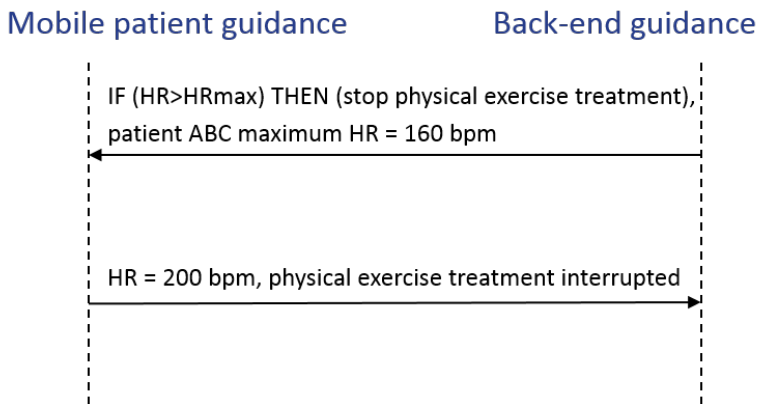 Mobile patient guidance
Back-end guidance
IF (HR>HRmax) THEN (stop physical exercise treatment),
patient ABC maximum HR = 160 bpm
HR = 200 bpm, physical exercise treatment interrupted